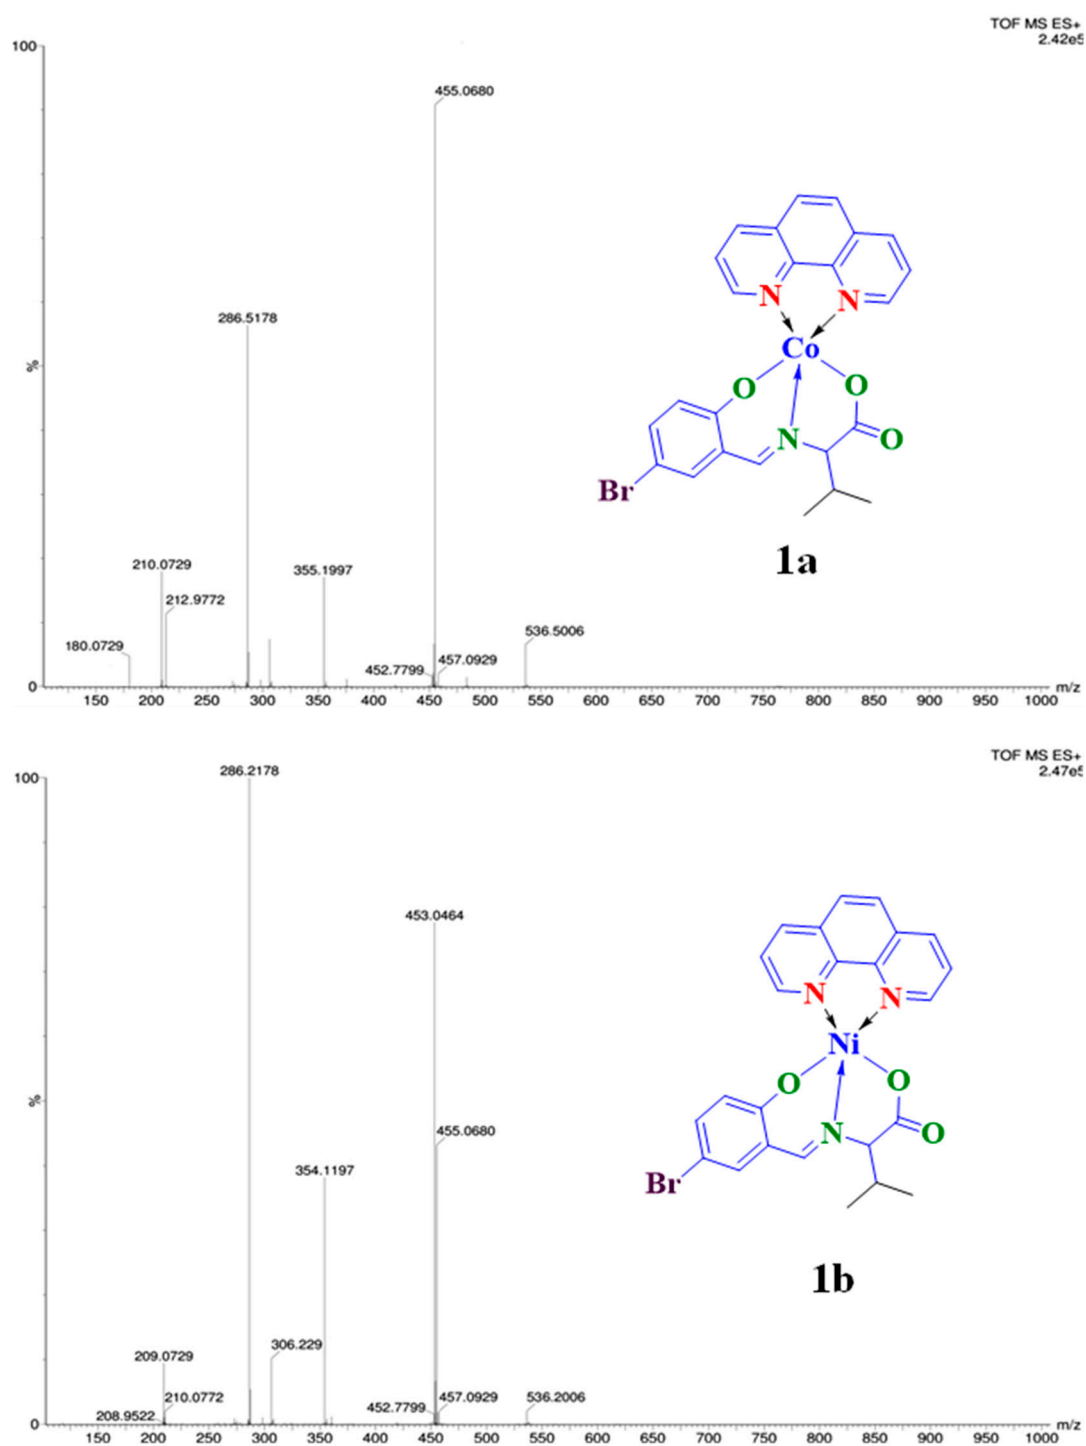 TOF MS ES+
2.42e5
100
455.0680
286.5178
%
210.0729
355.1997
212.9772
180.0729
536.5006
452.7799
457.0929
0
150 200 250 300 350 400 450 500 550 600 650 700 750 800 850 900 950 1000 m/z
N N
Co
O O
N O
Br
1a
TOF MS ES+
2.47e5
100
286.2178
453.0464
%
455.0680
354.1197
306.229
209.0729
210.0772
208.9522
452.7799
457.0929
536.2006
0
150 200 250 300 350 400 450 500 550 600 650 700 750 800 850 900 950 1000 m/z
N N
Ni
O O
N O
Br
1b